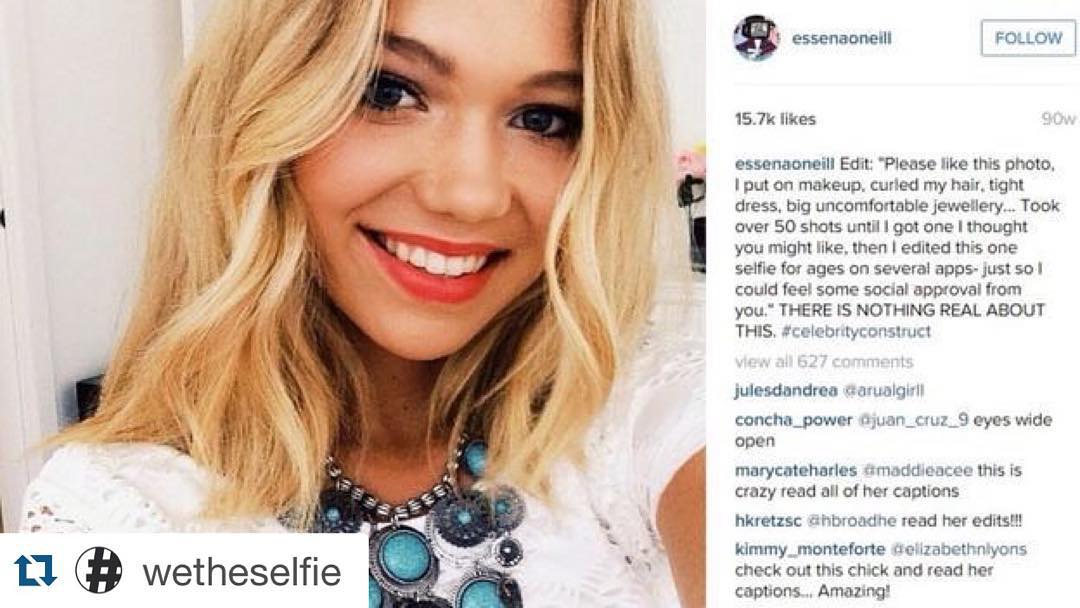 essenaoneill
FOLLOW
15.7k likes
90w
essenaoneill Edit: "Please like this photo,
I put on makeup, curled my hair, tight
dress, big uncomfortable jewellery... Took
over 50 shots until I got one I thought
you might like, then I edited this one
selfie for ages on several apps- just so I
could feel some social approval from
you." THERE IS NOTHING REAL ABOUT
THIS. #celebrityconstruct
view all 627 comments
julesdandrea @arualgirll
concha_power @juan_cruz_9 eyes wide
open
marycateharles @maddieacee this is
crazy read all of her captions
hkretzsc @hbroadhe read her edits!!!
kimmy_monteforte @elizabethnlyons
check out this chick and read her
captions... Amazing!
# wetheselfie